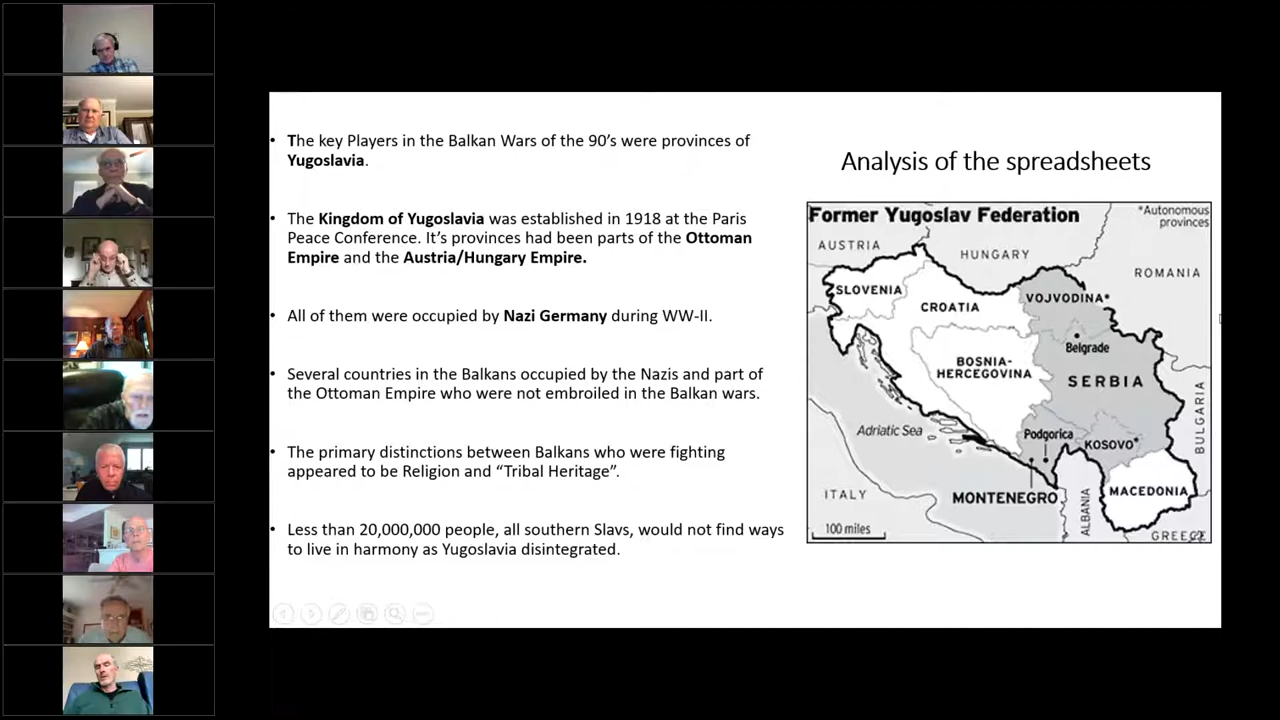 • The key Players in the Balkan Wars of the 90’s were provinces of
Yugoslavia.
• The Kingdom of Yugoslavia was established in 1918 at the Paris
Peace Conference. It’s provinces had been parts of the Ottoman
Empire and the Austria/Hungary Empire.
• All of them were occupied by Nazi Germany during WW-II.
• Several countries in the Balkans occupied by the Nazis and part of
the Ottoman Empire who were not embroiled in the Balkan wars.
• The primary distinctions between Balkans who were fighting
appeared to be Religion and “Tribal Heritage”.
• Less than 20,000,000 people, all southern Slavs, would not find ways
to live in harmony as Yugoslavia disintegrated.
Analysis of the spreadsheets
Former Yugoslav Federation
*Autonomous
provinces
AUSTRIA
HUNGARY
ROMANIA
SLOVENIA
CROATIA
VOJVODINA*
Belgrade
BOSNIA-
HERCEGOVINA
SERBIA
BULGARIA
Adriatic Sea
Podgorica
KOSOVO*
ITALY
MONTENEGRO
ALBANIA
MACEDONIA
100 miles
GREECE